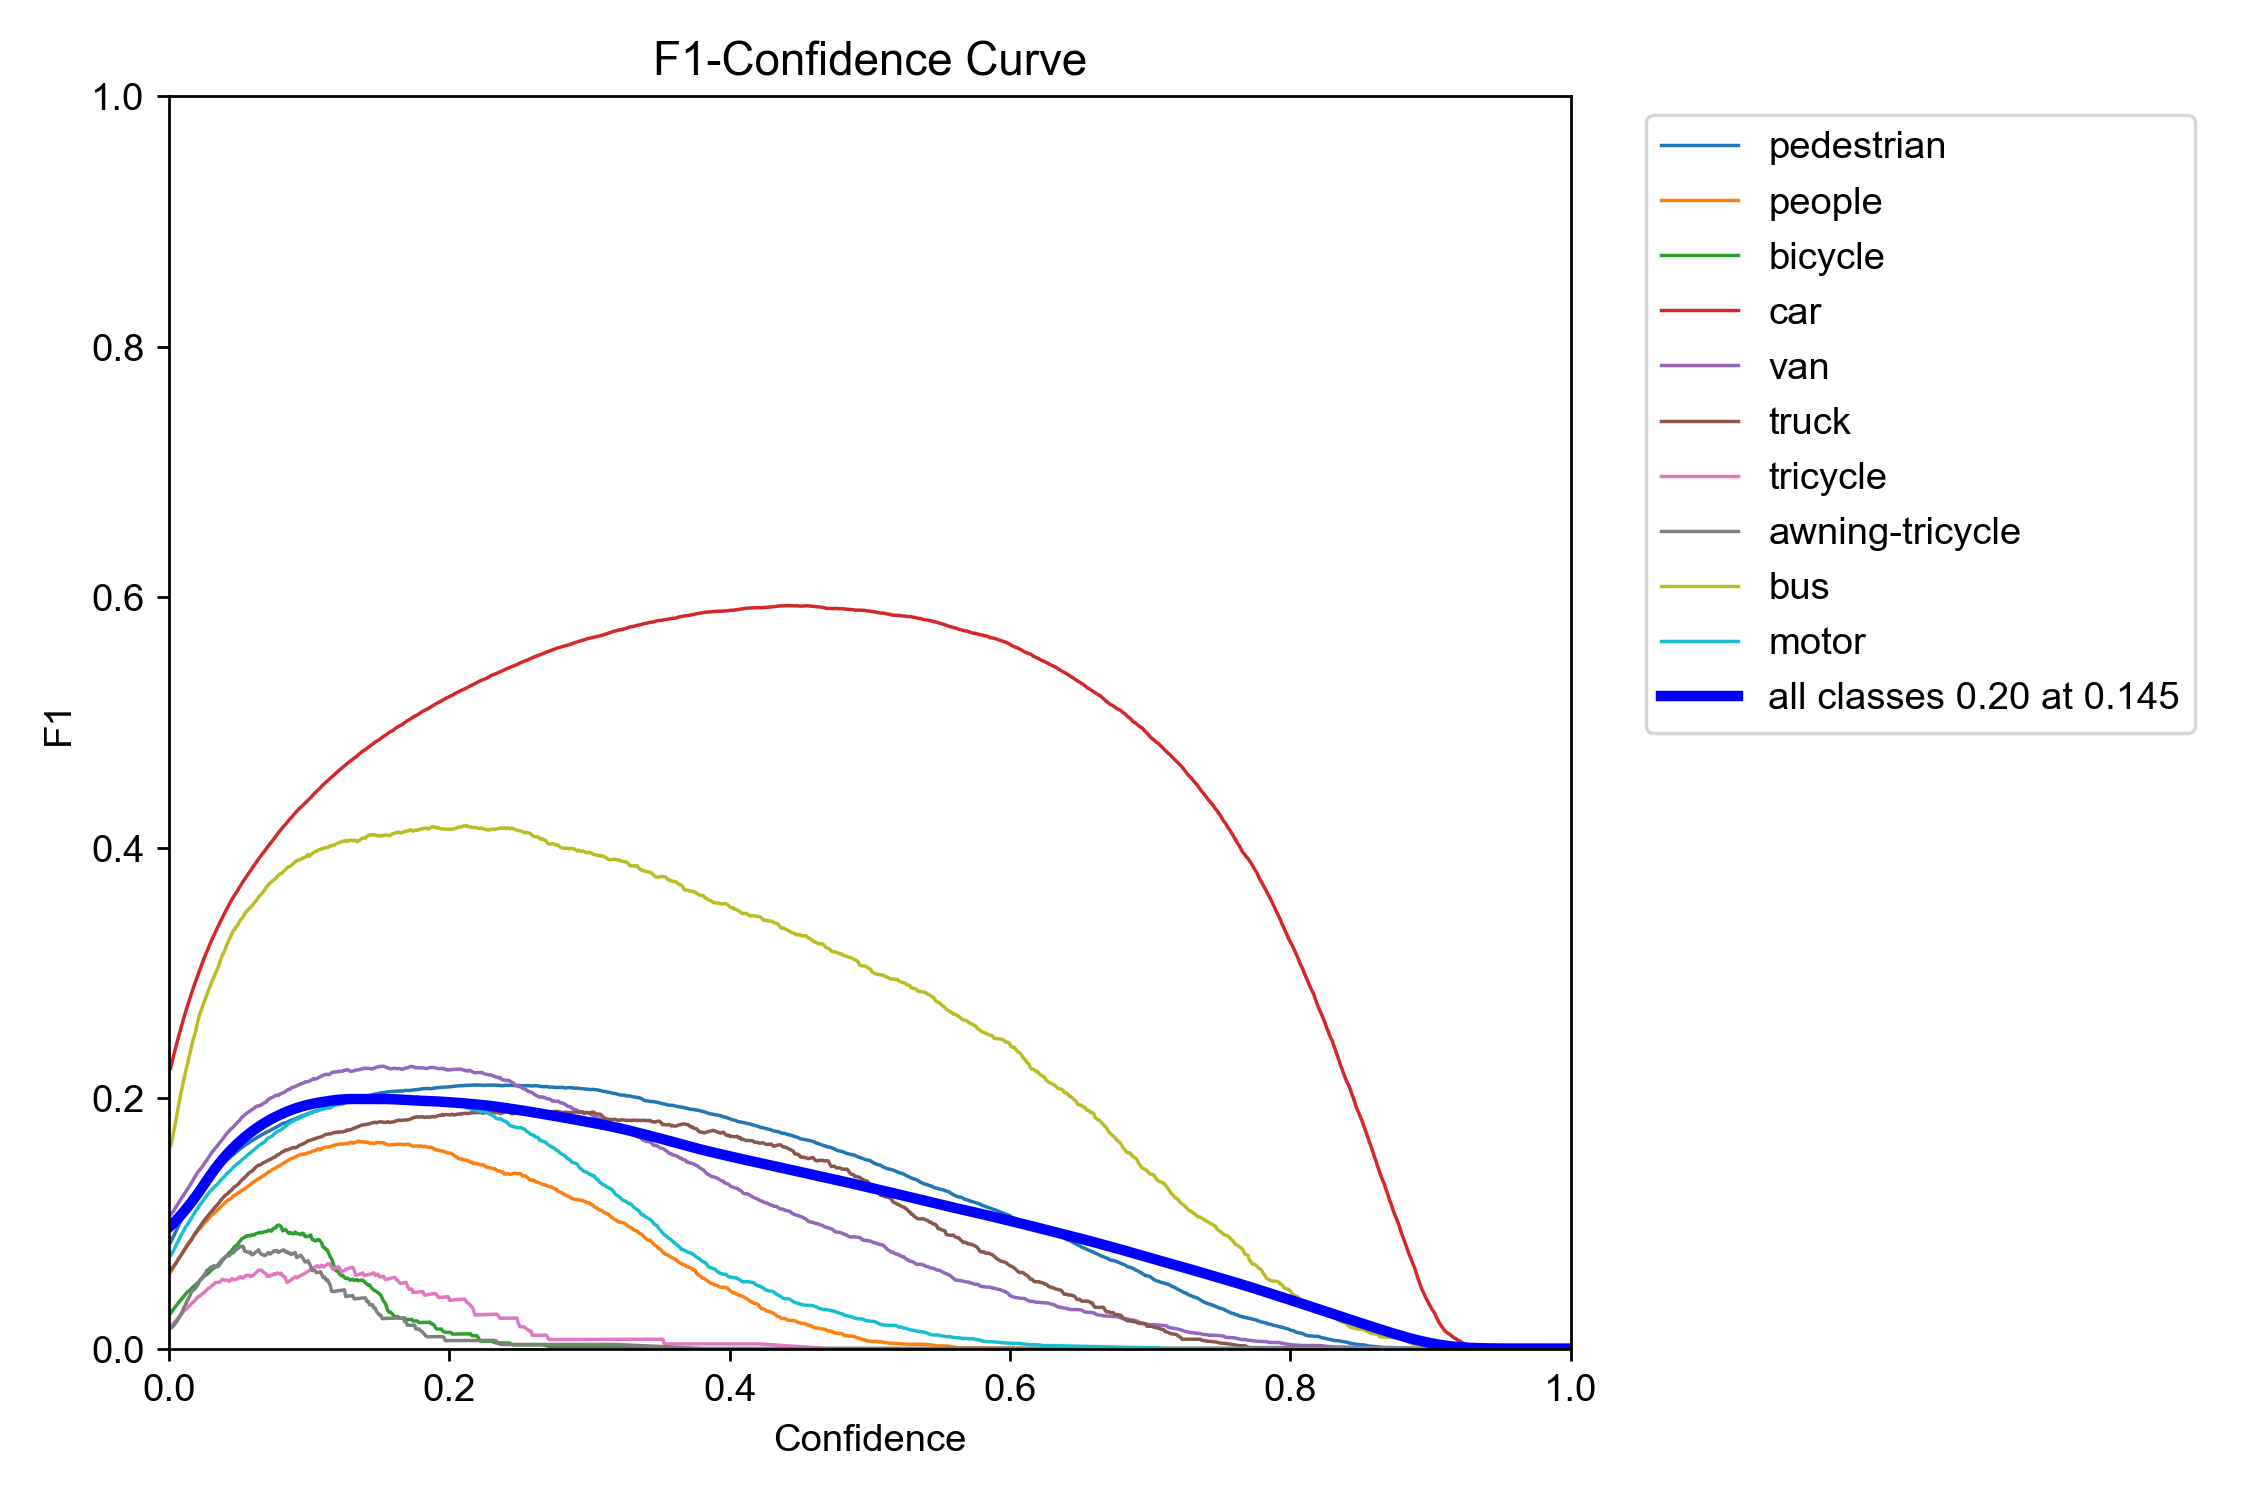 F1-Confidence Curve
1.0
0.8
0.6
0.4
0.2
0.0
F1
0.0 0.2 0.4 0.6 0.8 1.0
Confidence
pedestrian
people
bicycle
car
van
truck
tricycle
awning-tricycle
bus
motor
all classes 0.20 at 0.145